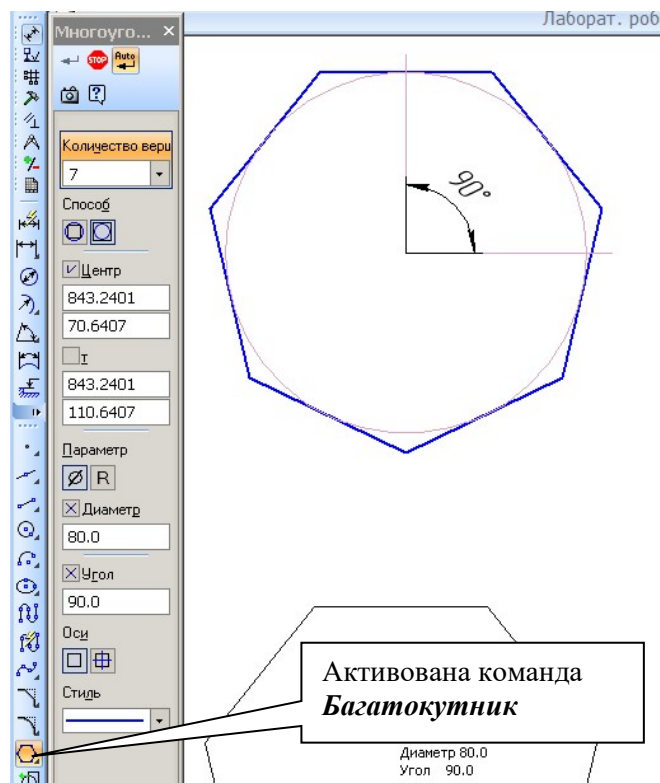 Лаборат. роб
Многоуго...
STOP
Auto
Количество верш
7
Способ
Центр
843.2401
70.6407
т
843.2401
110.6407
Параметр
R
Диаметр
80.0
Угол
90.0
Оси
Стиль
90°
Активована команда
Багатокутник
Диаметр 80.0
Угол 90.0